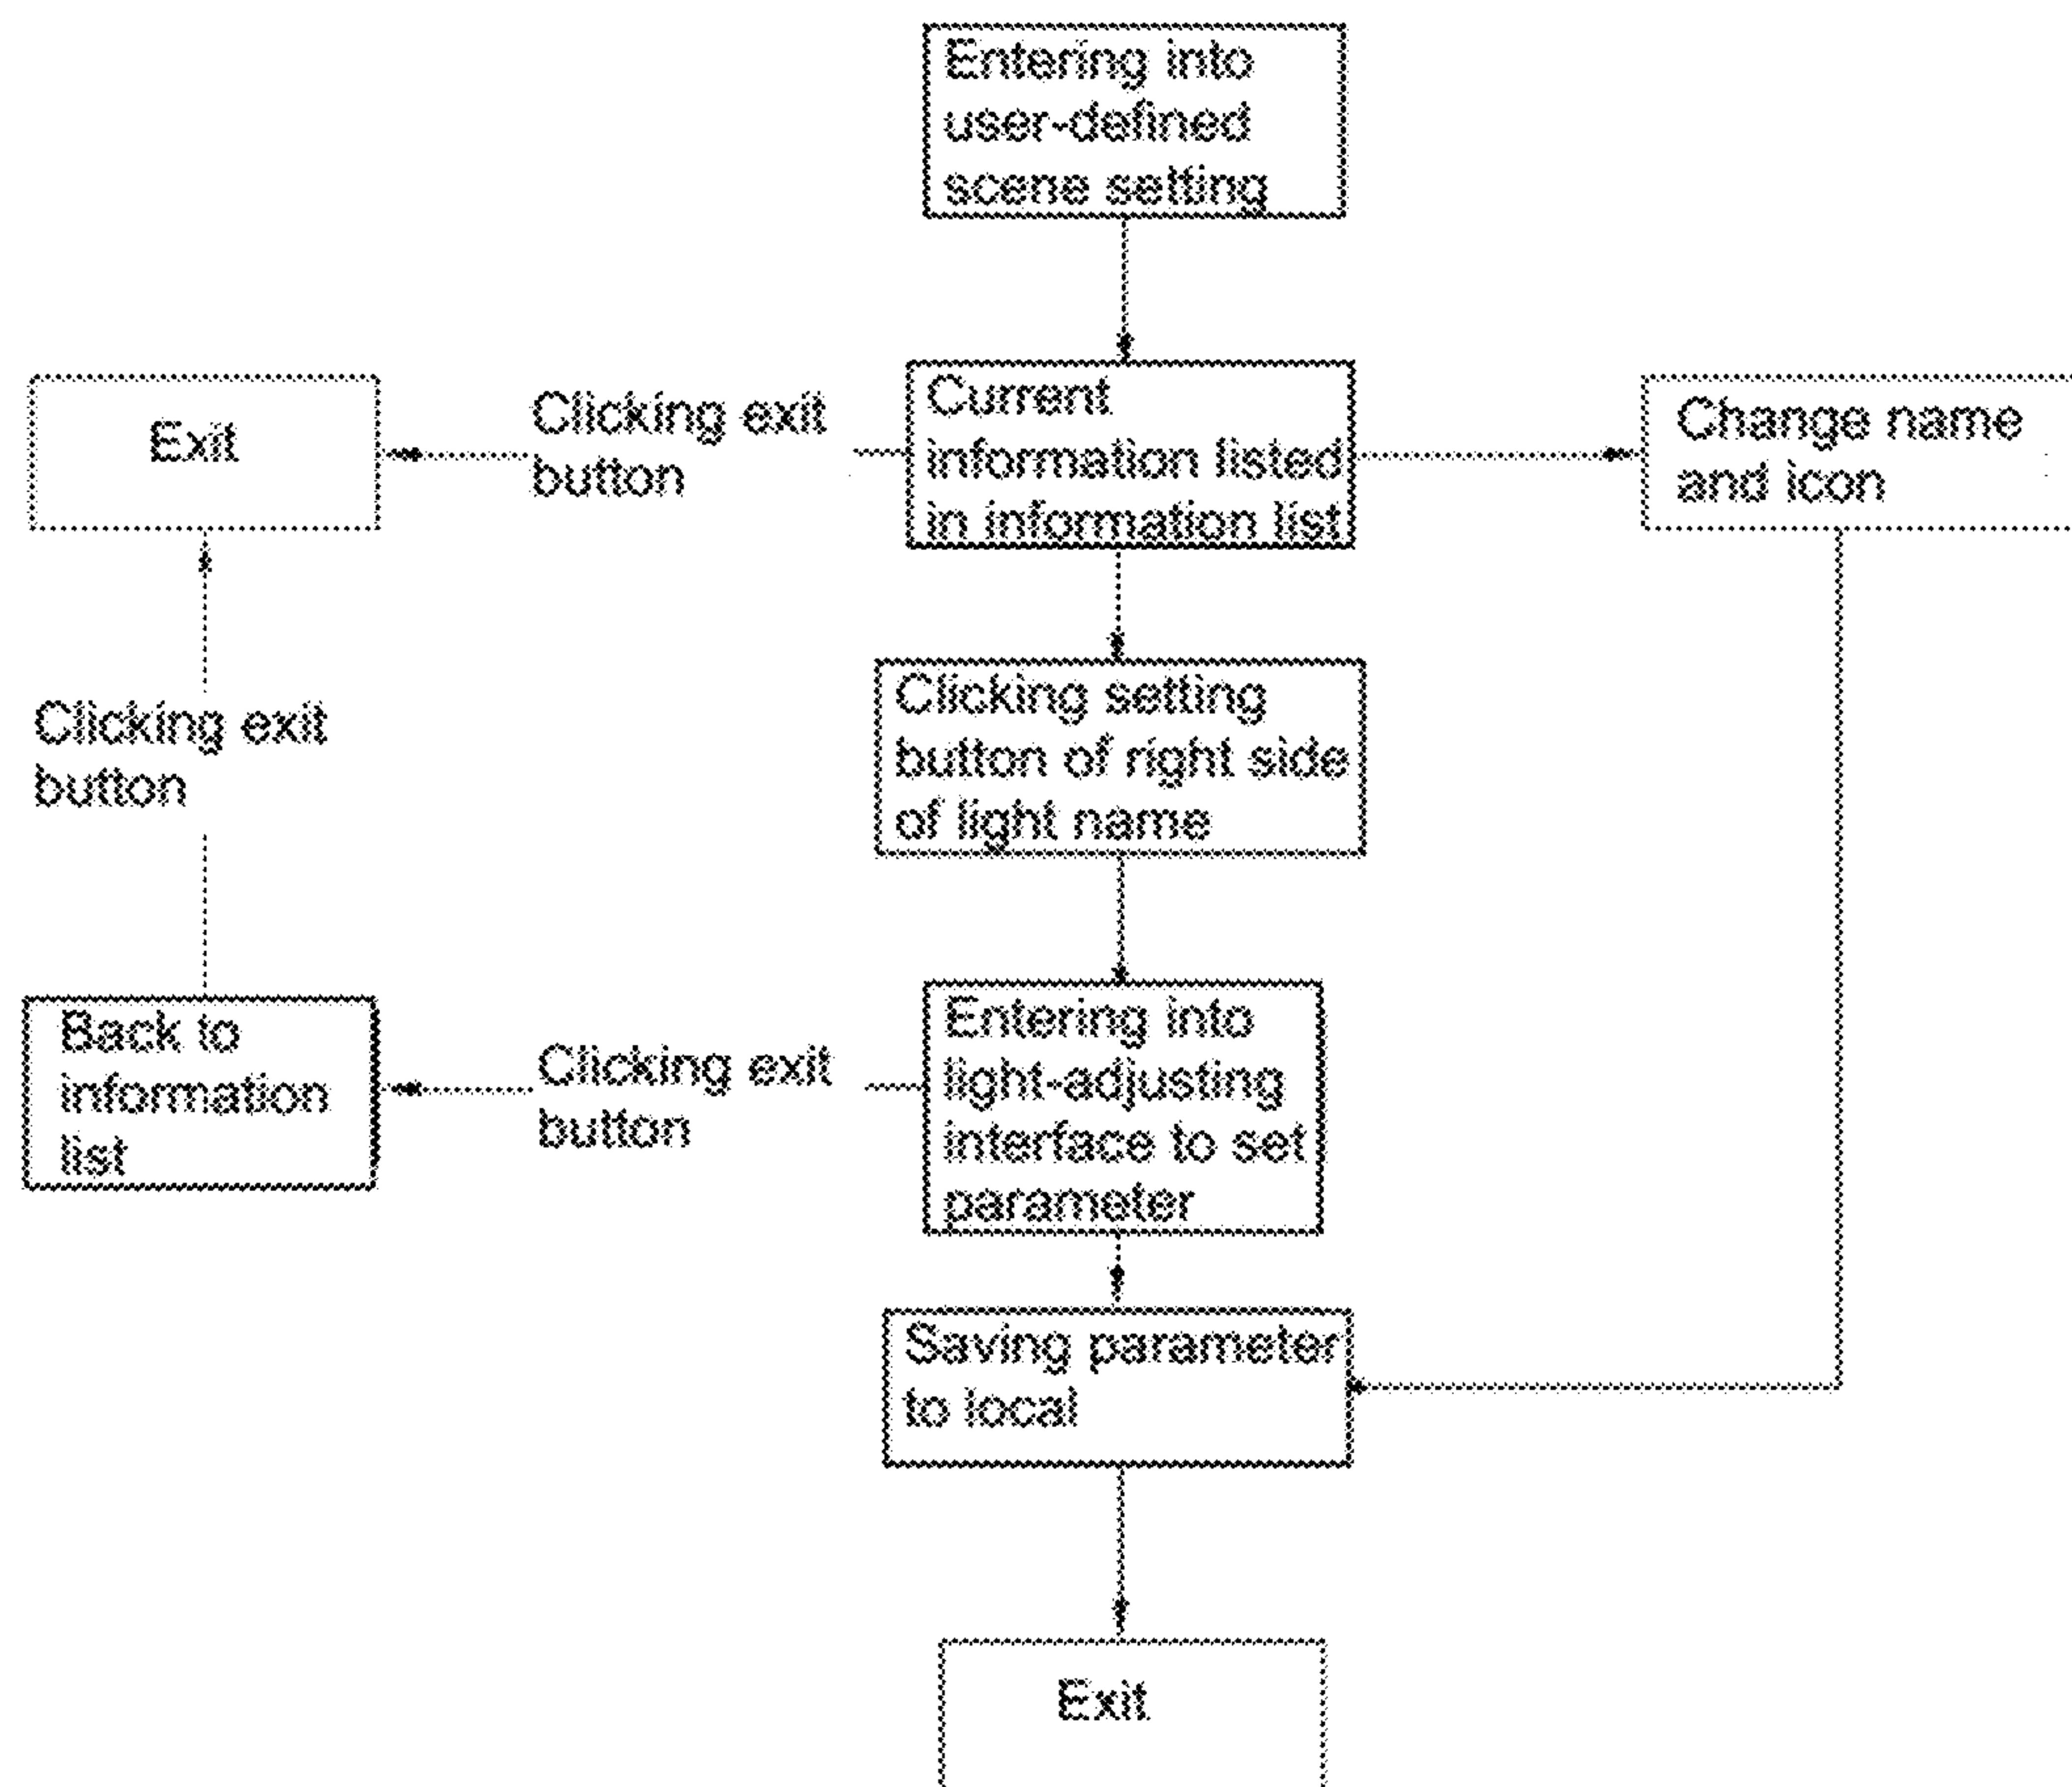 Entering into
user-defined
scene setting
Exit
Clicking exit
button
Current
information listed
in information list
Change name
and icon
Clicking setting
button of right side
of light name
Clicking exit
button
Back to
information
list
Clicking exit
button
Entering into
light-adjusting
interface to set
parameter
Saving parameter
to local
Exit